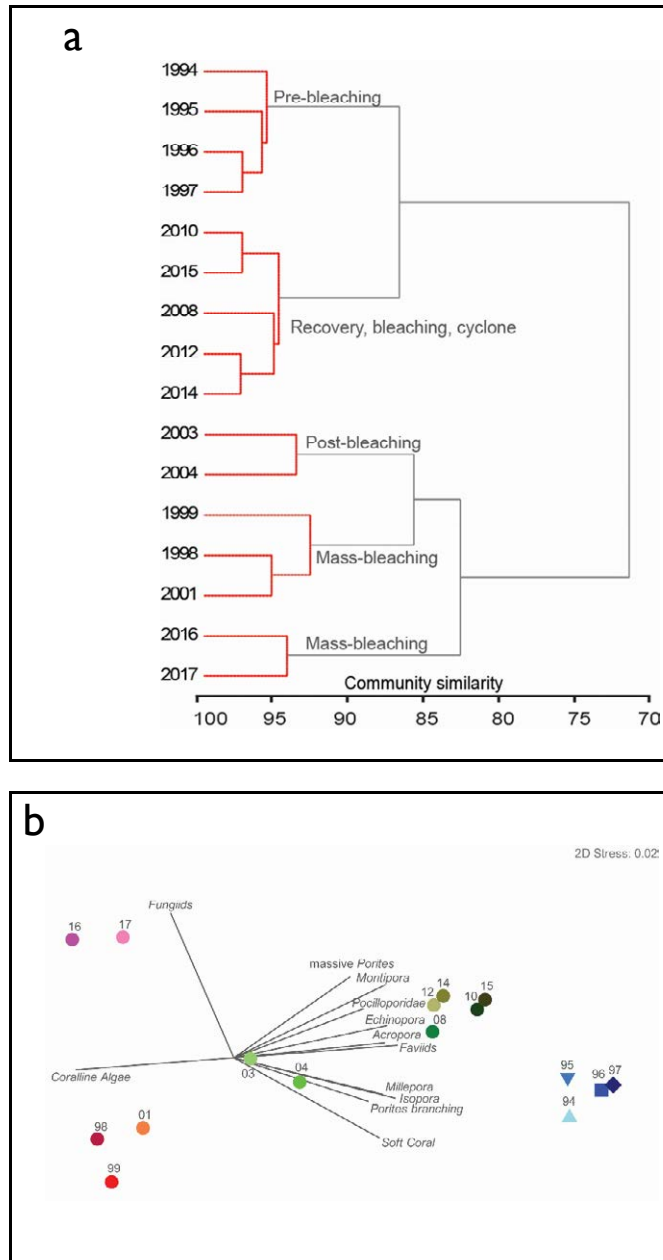 a
1994
Pre-bleaching
1995
1996
1997
2010
2015
2008
Recovery, bleaching, cyclone
2012
2014
2003
Post-bleaching
2004
1999
1998
Mass-bleaching
2001
2016
Mass-bleaching
2017
Community similarity
100 95 90 85 80 75 70
b
2D Stress: 0.02
Fungiids
16 17
massive Porites
Montipora
12 14 10 15
Pocilloporidae
08
Echinopora
Acropora
Faviids
03 04
95 96 97
Coralline Algae
Millepora
Isopora
Poritos branching
94
98 01
Soft Coral
99